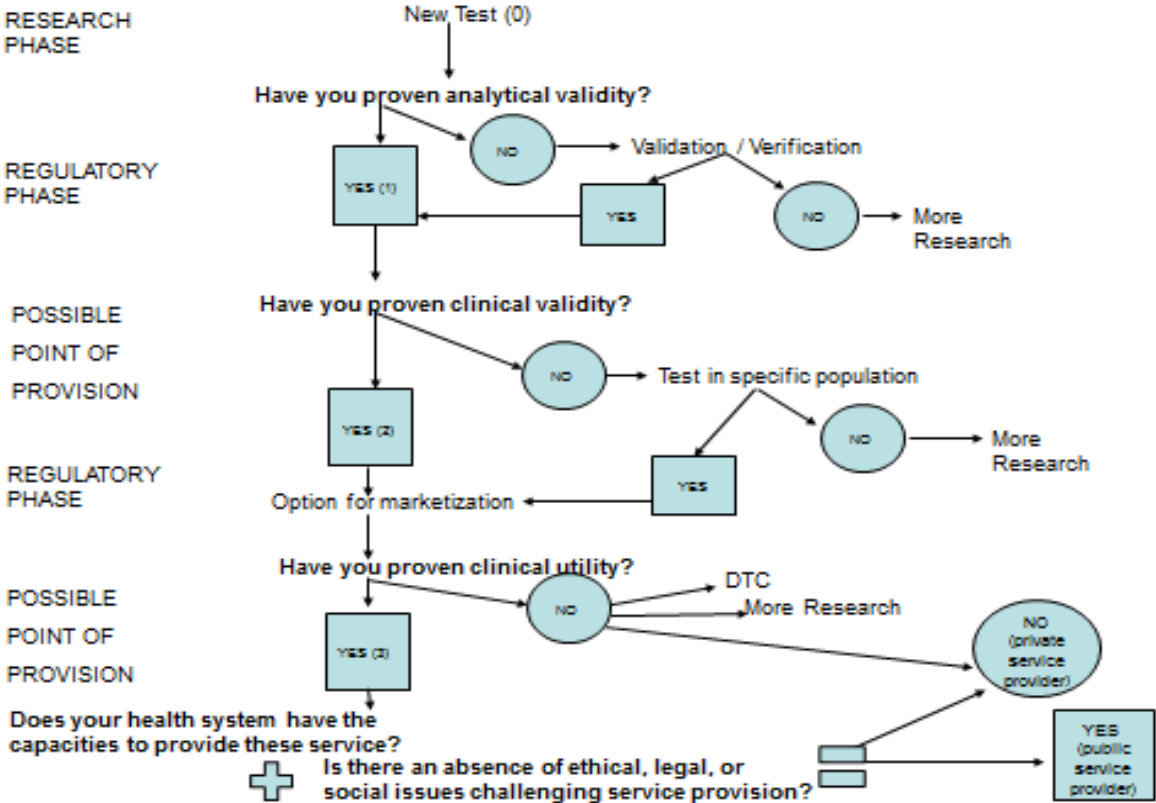 RESEARCH
PHASE
New Test (0)
Have you proven analytical validity?
NO
Validation / Verification
REGULATORY
PHASE
YES (1)
YES
NO
More
Research
Have you proven clinical validity?
POSSIBLE
POINT OF
PROVISION
NO
Test in specific population
YES (2)
NO
More
Research
REGULATORY
PHASE
YES
Option for marketization
Have you proven clinical utility?
DTC
NO
More Research
POSSIBLE
POINT OF
PROVISION
YES (3)
NO
(private
service
provider)
Does your health system have the
capacities to provide these service?
YES
(public
service
provider)
Is there an absence of ethical, legal, or
social issues challenging service provision?